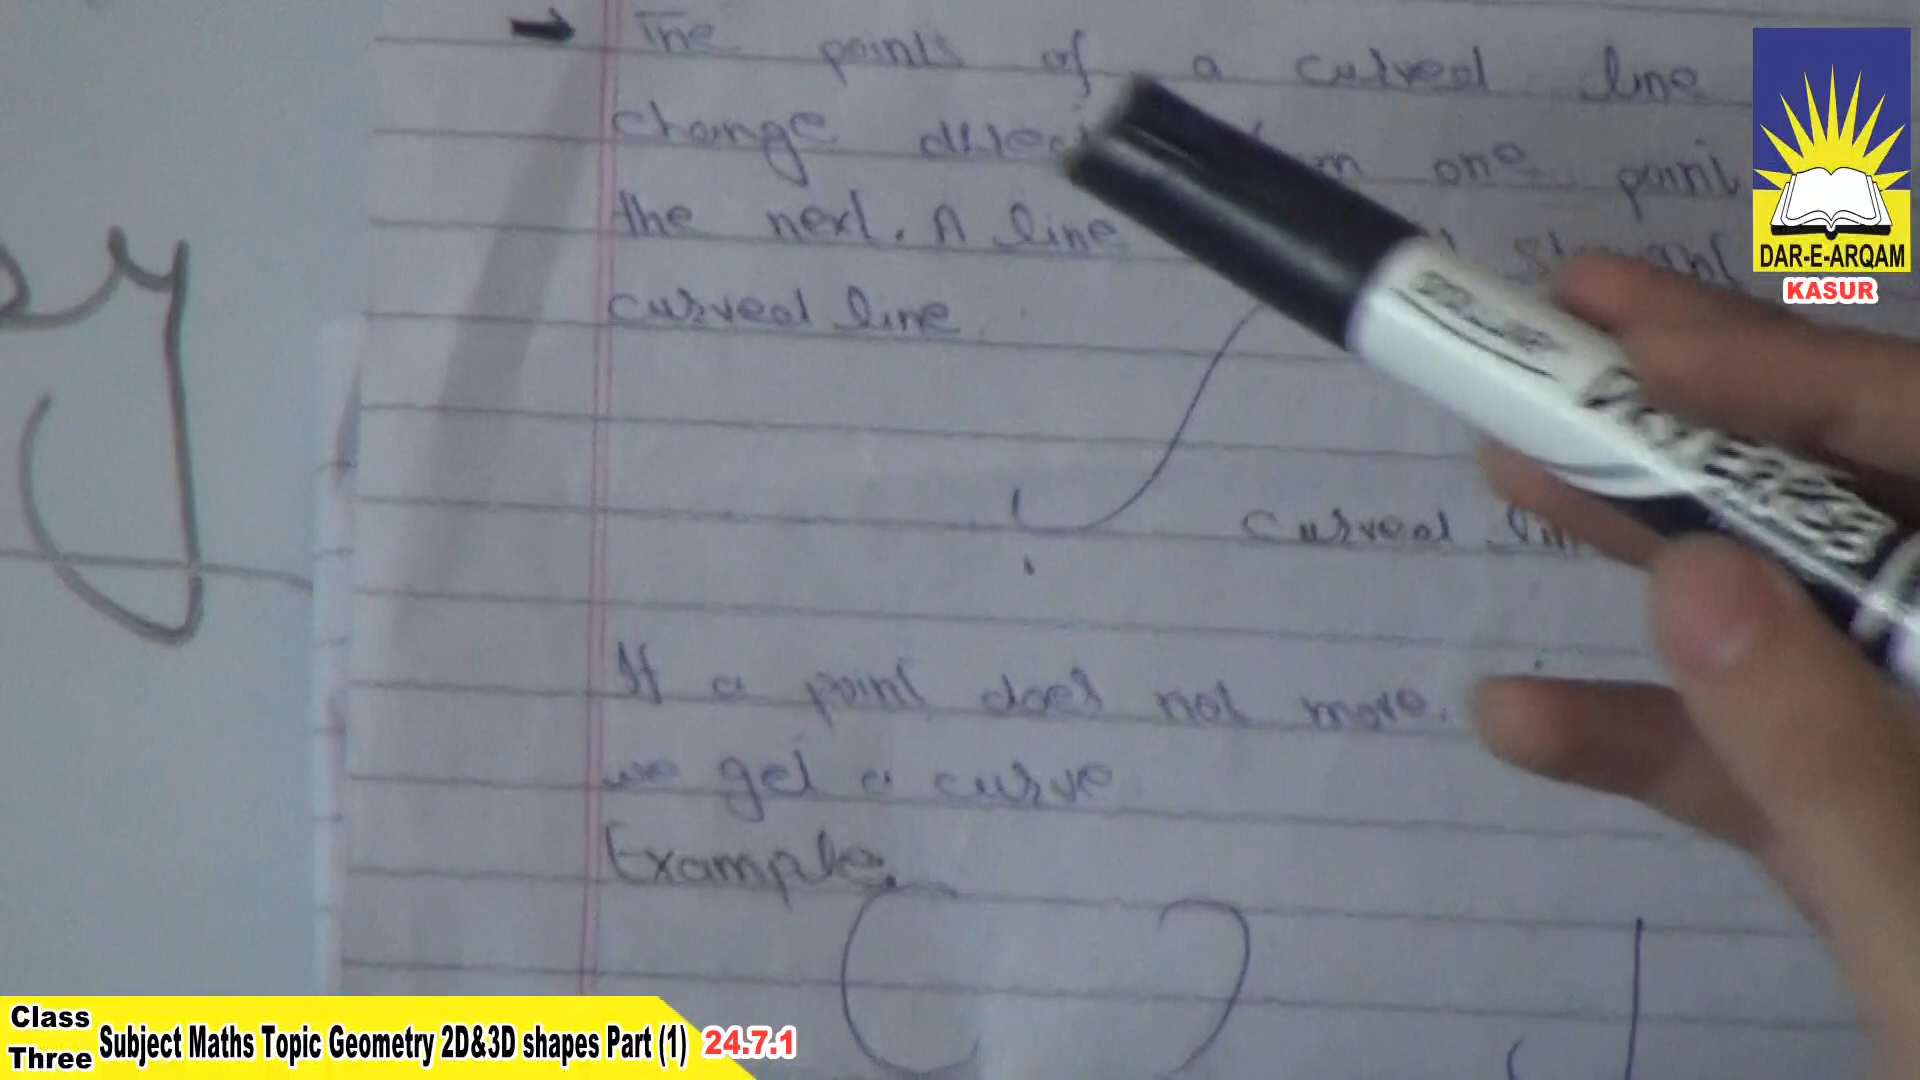 The points of a curved line
change direct one point
the next. A line
curved line
curved
If a point does not move.
we get a curve
Example
DAR-E-ARQAM
KASUR
Class
Three
Subject Maths Topic Geometry 2D&3D shapes Part (1) 24.7.1